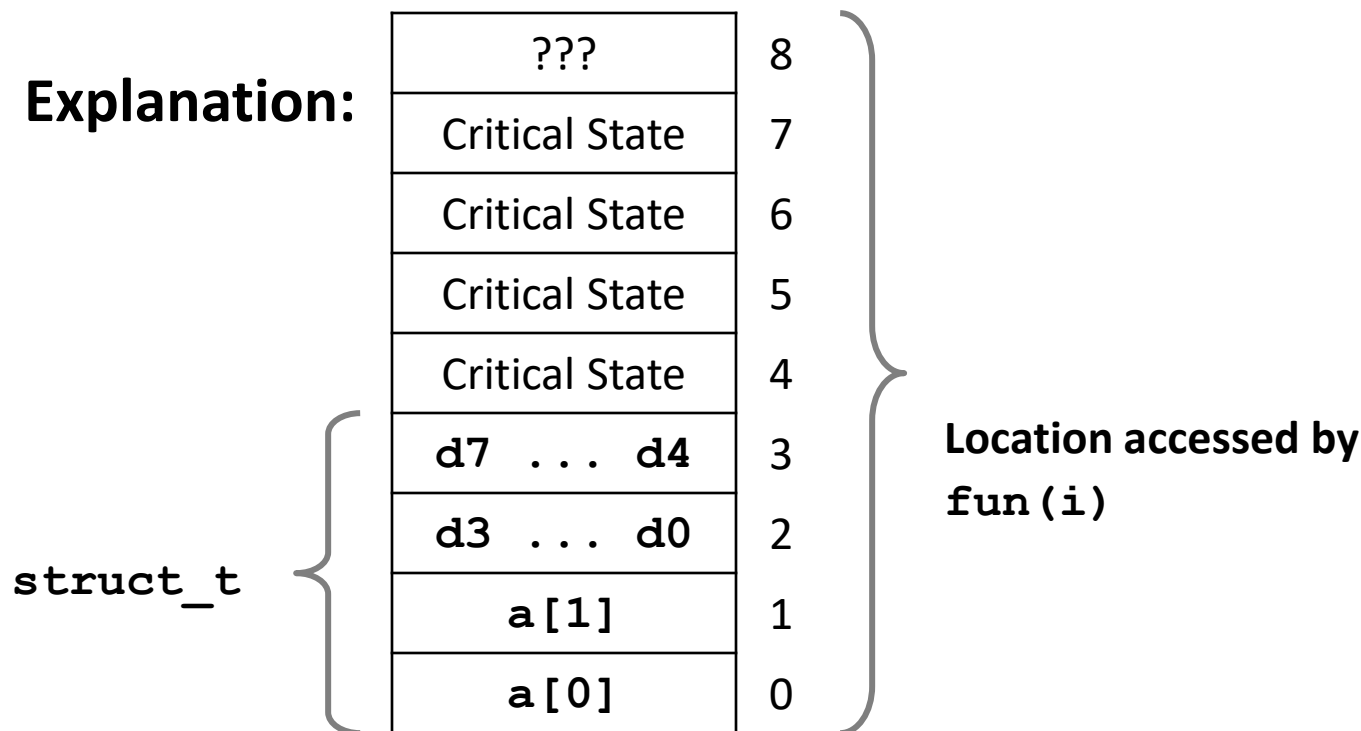 Explanation:
??? 8
Critical State 7
Critical State 6
Critical State 5
Critical State 4
d7 ... d4 3
d3 ... d0 2
a[1] 1
a[0] 0
struct_t
Location accessed by
fun(i)